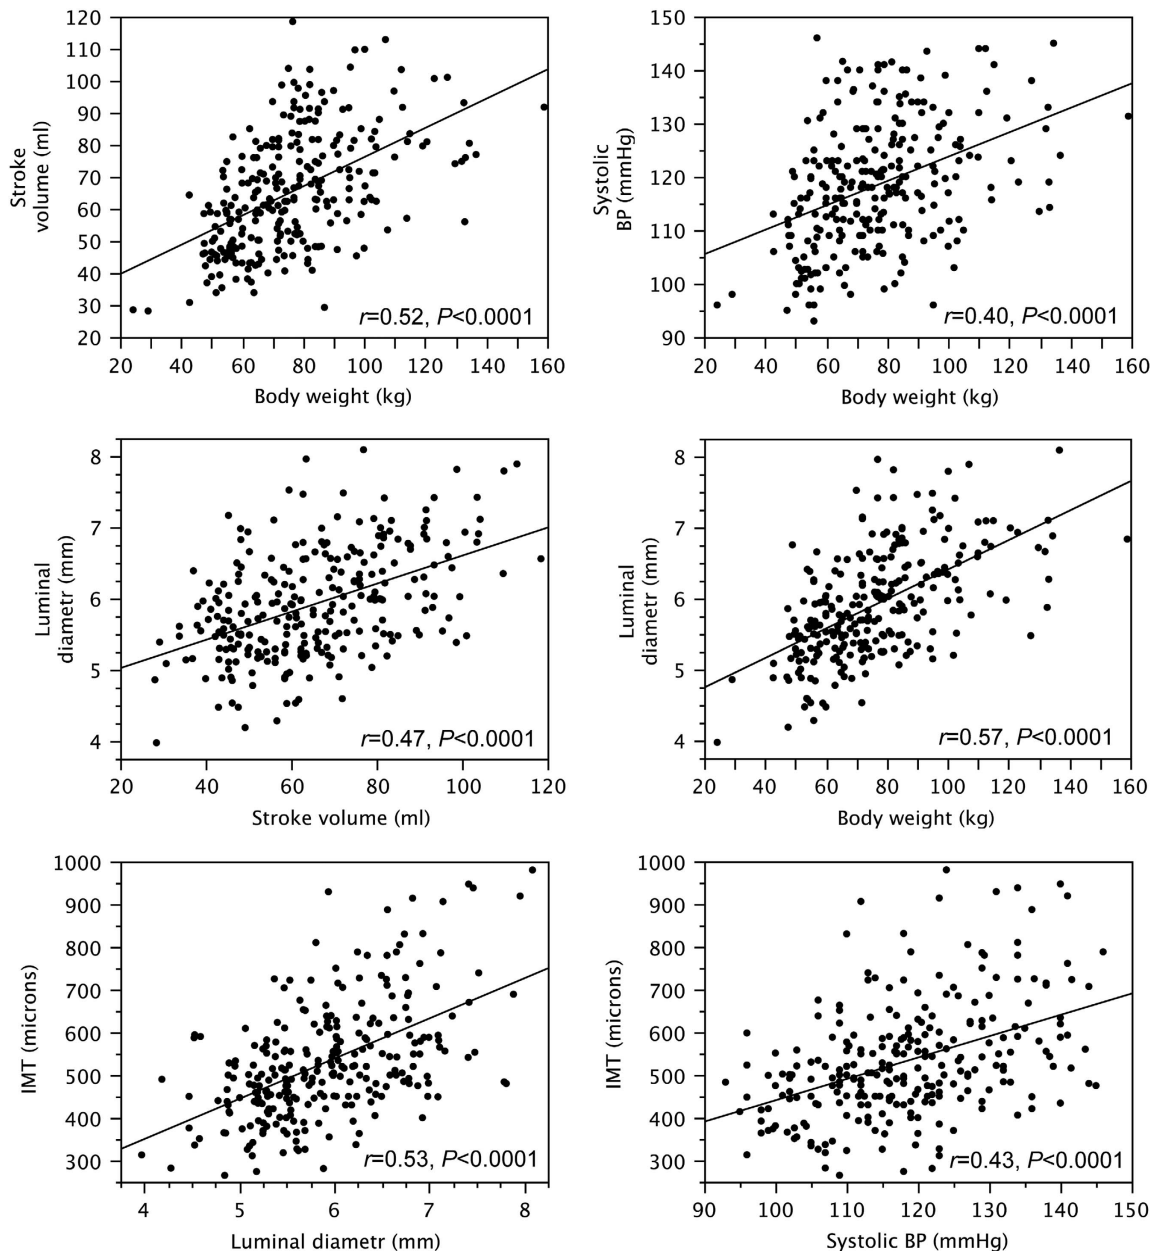 120
110
100
90
80
70
60
50
40
30
20
Stroke
volume (ml)
r=0.52, P<0.0001
20 40 60 80 100 120 140 160
Body weight (kg)
150
140
130
120
110
100
90
Systolic
BP (mmHg)
r=0.40, P<0.0001
20 40 60 80 100 120 140 160
Body weight (kg)
8
7
6
5
4
Luminal
diametr (mm)
r=0.47, P<0.0001
20 40 60 80 100 120
Stroke volume (ml)
8
7
6
5
4
Luminal
diametr (mm)
r=0.57, P<0.0001
20 40 60 80 100 120 140 160
Body weight (kg)
1000
900
800
700
600
500
400
300
IMT (microns)
r=0.53, P<0.0001
4 5 6 7 8
Luminal diametr (mm)
1000
900
800
700
600
500
400
300
IMT (microns)
r=0.43, P<0.0001
90 100 110 120 130 140 150
Systolic BP (mmHg)